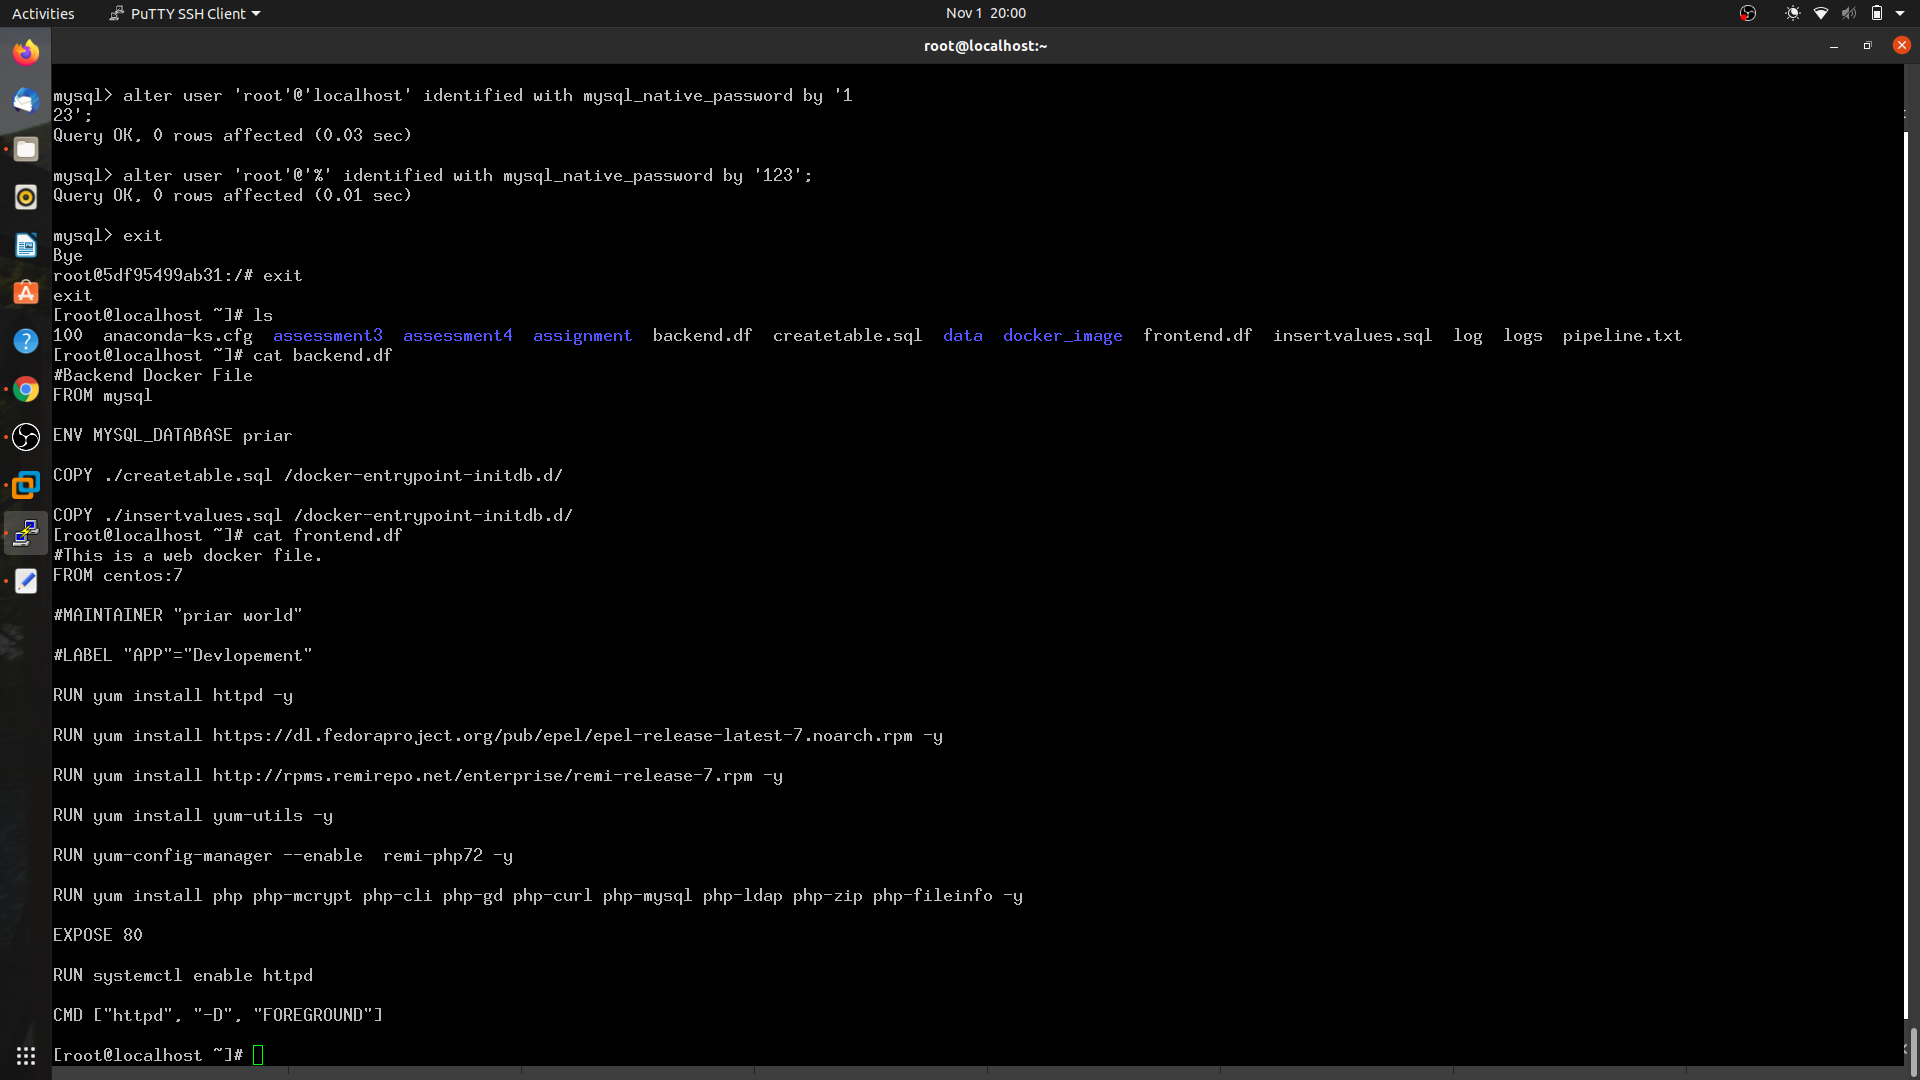 Activities
PuTTY SSH Client
Nov 1 20:00
root@localhost:~
mysql> alter user 'root'@'localhost' identified with mysql_native_password by '1
23';
Query OK, 0 rows affected (0.03 sec)
mysql> alter user 'root'@'%' identified with mysql_native_password by '123';
Query OK, 0 rows affected (0.01 sec)
mysql> exit
Bye
root@5df95499ab31:/# exit
exit
[root@localhost ~]# ls
100  anaconda-ks.cfg  assessment3  assessment4  assignment  backend.df  createtable.sql  data  docker_image  frontend.df  insertvalues.sql  log  logs  pipeline.txt
[root@localhost ~]# cat backend.df
#Backend Docker File
FROM mysql
ENV MYSQL_DATABASE priar
COPY ./createtable.sql /docker-entrypoint-initdb.d/
COPY ./insertvalues.sql /docker-entrypoint-initdb.d/
[root@localhost ~]# cat frontend.df
#This is a web docker file.
FROM centos:7
#MAINTAINER "priar world"
#LABEL "APP"="Devlopement"
RUN yum install httpd -y
RUN yum install https://dl.fedoraproject.org/pub/epel/epel-release-latest-7.noarch.rpm -y
RUN yum install http://rpms.remirepo.net/enterprise/remi-release-7.rpm -y
RUN yum install yum-utils -y
RUN yum-config-manager --enable  remi-php72 -y
RUN yum install php php-mcrypt php-cli php-gd php-curl php-mysql php-ldap php-zip php-fileinfo -y
EXPOSE 80
RUN systemctl enable httpd
CMD ["httpd", "-D", "FOREGROUND"]
[root@localhost ~]#